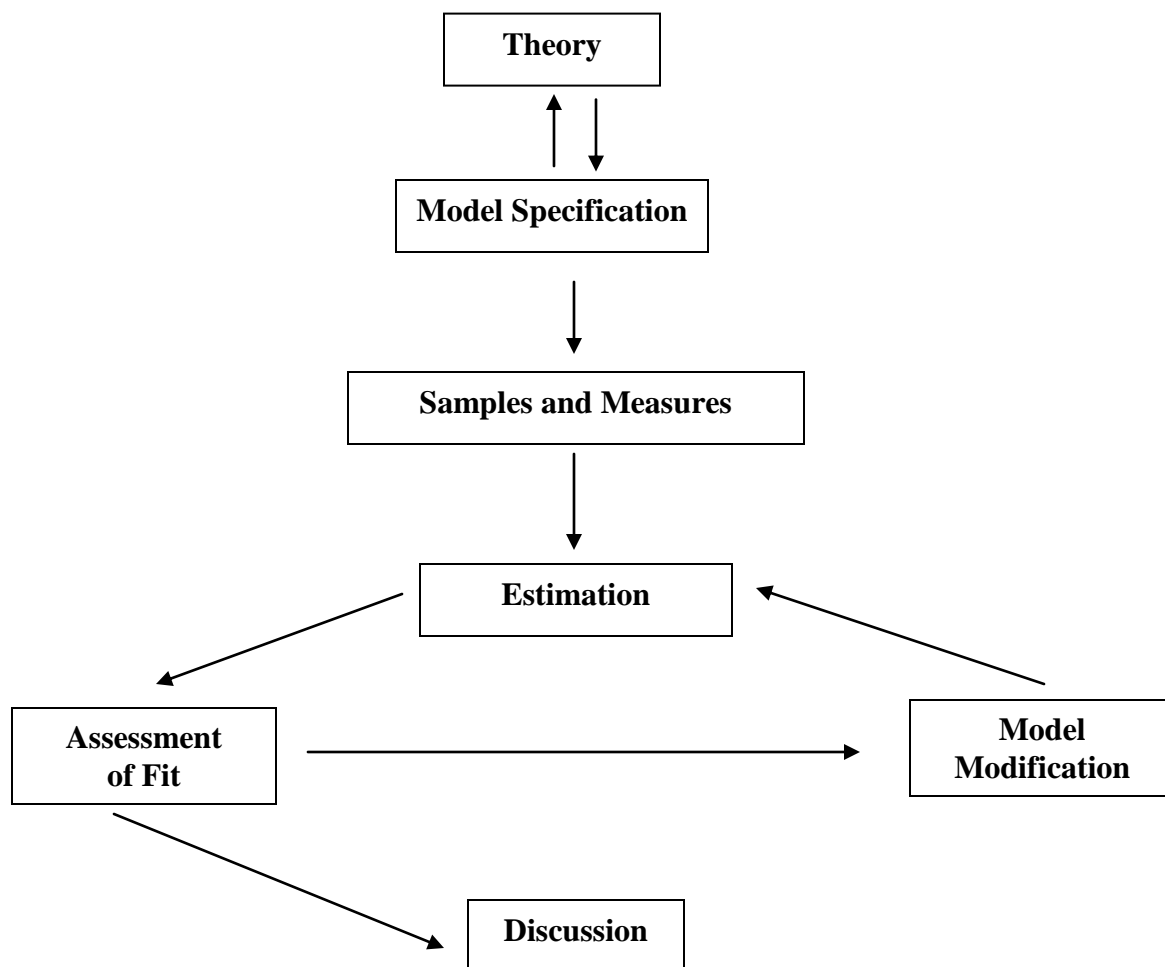 Theory
Model Specification
Samples and Measures
Estimation
Assessment
of Fit
Model
Modification
Discussion